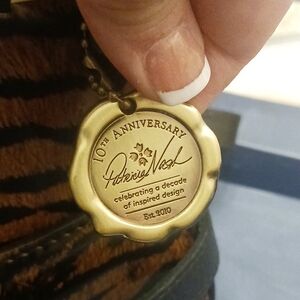 10TH ANNIVERSARY
Patricia Nash
celebrating a decade
of inspired design
Est. 2010